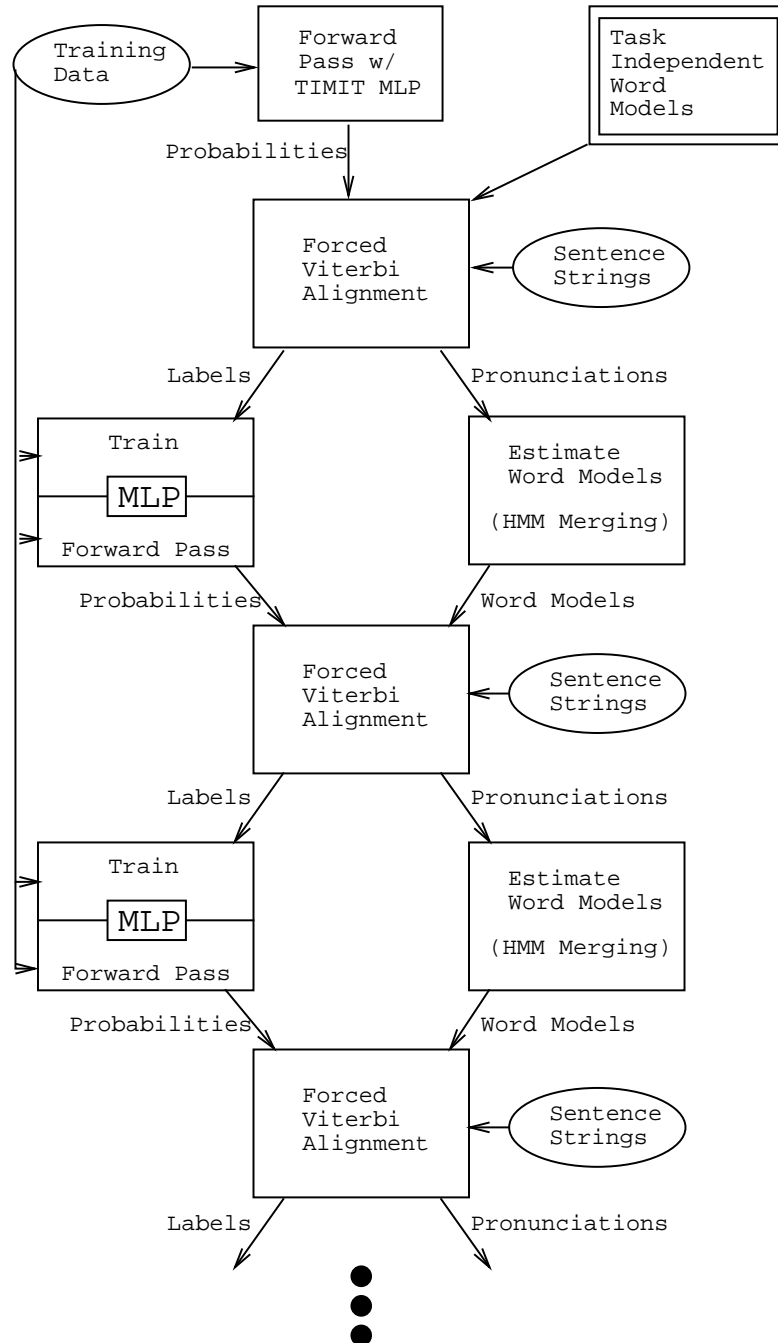 Training
Data
Forward
Pass w/
TIMIT MLP
Task
Independent
Word
Models
Probabilities
Forced
Viterbi
Alignment
Sentence
Strings
Labels
Pronunciations
Train
MLP
Forward Pass
Estimate
Word Models
(HMM Merging)
Probabilities
Word Models
Forced
Viterbi
Alignment
Sentence
Strings
Labels
Pronunciations
Train
MLP
Forward Pass
Estimate
Word Models
(HMM Merging)
Probabilities
Word Models
Forced
Viterbi
Alignment
Sentence
Strings
Labels
Pronunciations